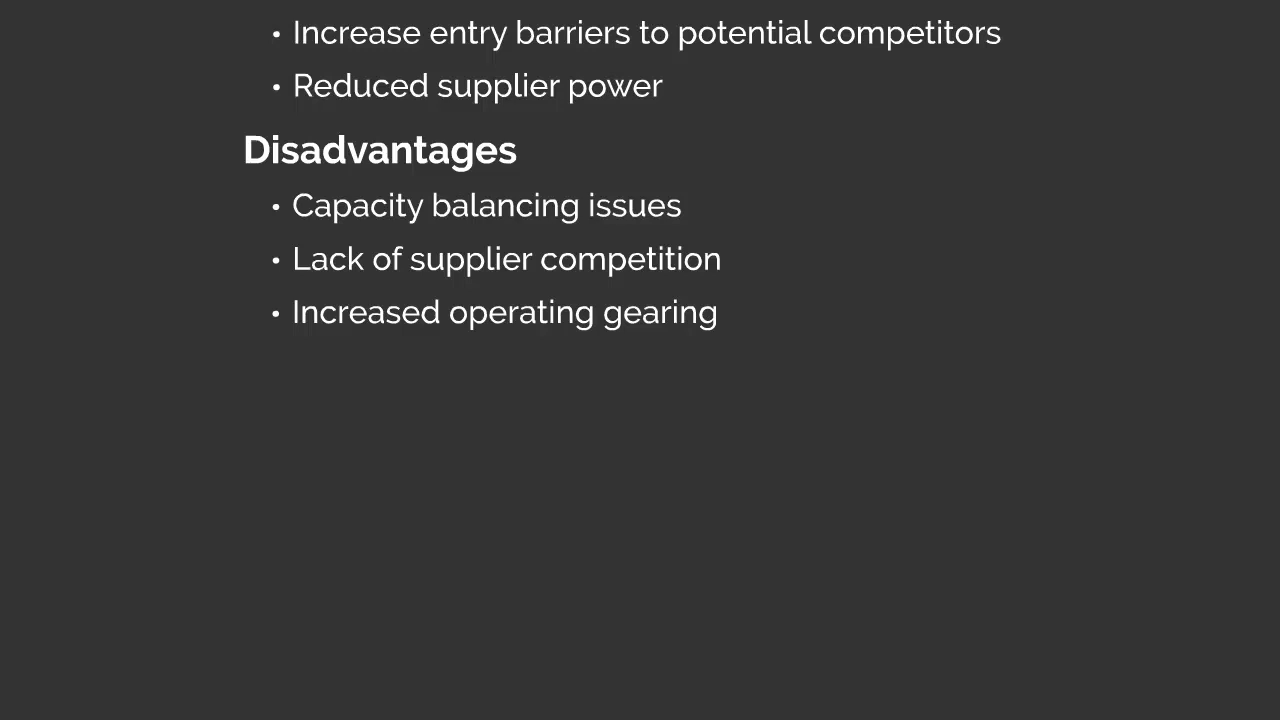 • Increase entry barriers to potential competitors
• Reduced supplier power
Disadvantages
• Capacity balancing issues
• Lack of supplier competition
• Increased operating gearing